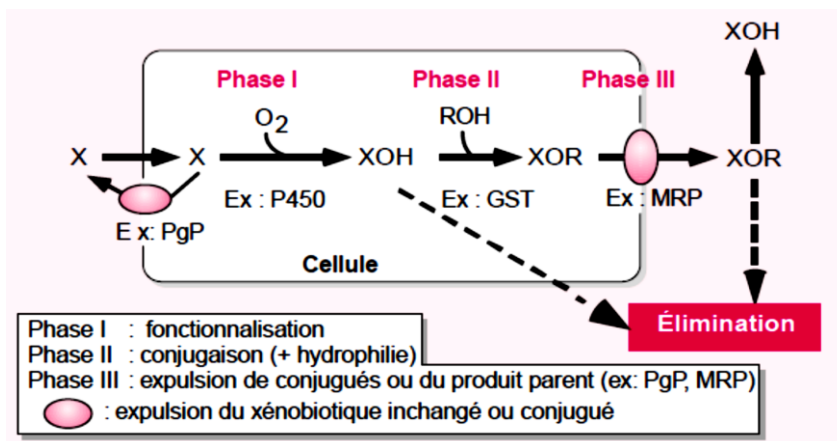 XOH
Phase I
Phase II
Phase III
O2
ROH
X
X
XOH
XOR
XOR
Ex : P450
Ex : GST
Ex : MRP
E x: PgP
Cellule
Élimination
Phase I : fonctionnalisation
Phase II : conjugaison (+ hydrophilie)
Phase III : expulsion de conjugués ou du produit parent (ex: PgP, MRP)
: expulsion du xénobiotique inchangé ou conjugué